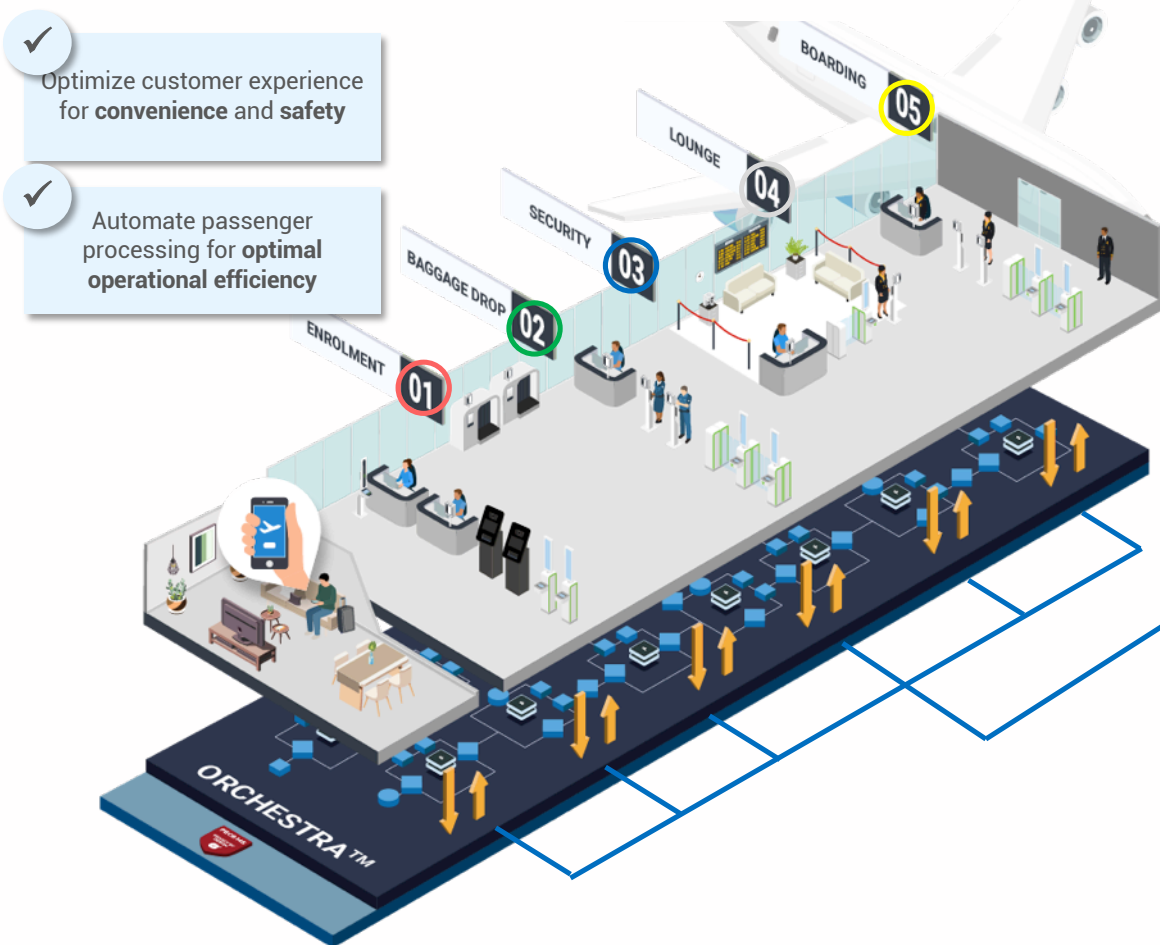 Optimize customer experience
for convenience and safety
Automate passenger
processing for optimal
operational efficiency
BOARDING
05
LOUNGE
04
SECURITY
03
BAGGAGE DROP
02
ENROLMENT
01
ORCHESTRA™